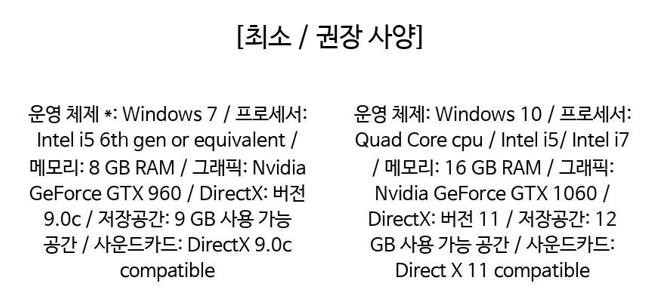 [최소 / 권장 사양]
운영 체제 *: Windows 7 / 프로세서:
Intel i5 6th gen or equivalent /
메모리: 8 GB RAM / 그래픽: Nvidia
GeForce GTX 960 / DirectX: 버전
9.0c / 저장공간: 9 GB 사용 가능
공간 / 사운드카드: DirectX 9.0c
compatible
운영 체제: Windows 10 / 프로세서:
Quad Core cpu / Intel i5/ Intel i7
/ 메모리: 16 GB RAM / 그래픽:
Nvidia GeForce GTX 1060 /
DirectX: 버전 11 / 저장공간: 12
GB 사용 가능 공간 / 사운드카드:
Direct X 11 compatible